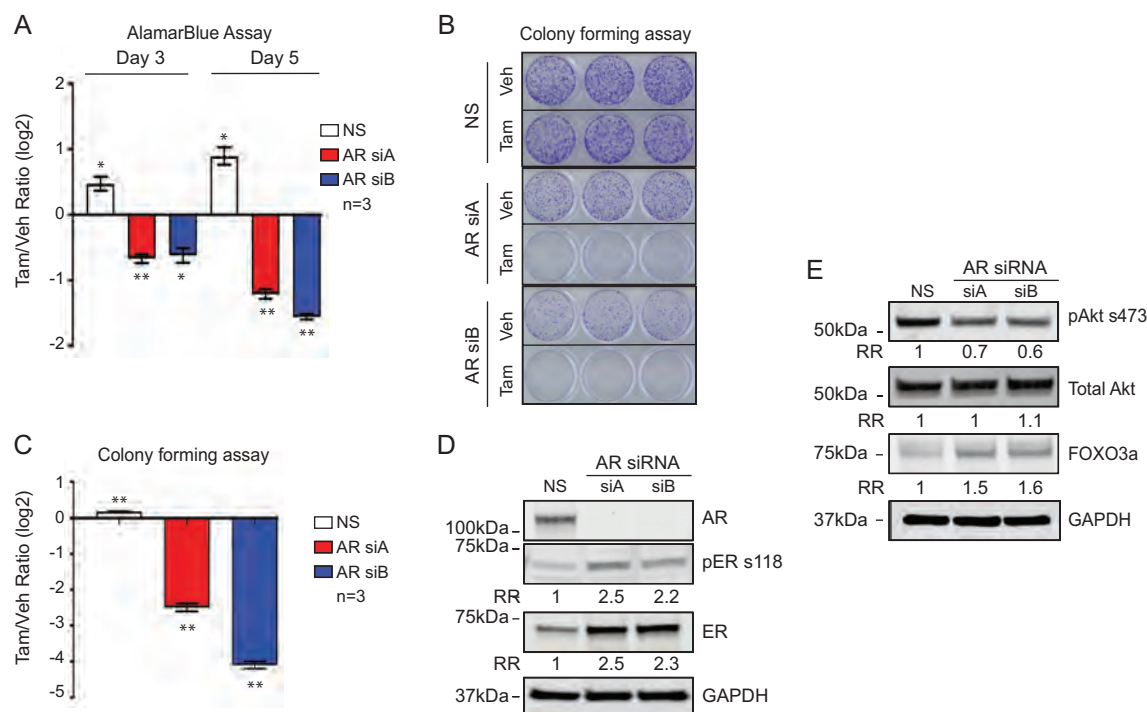 A
AlamarBlue Assay
Day 3 Day 5
Tam/Veh Ratio (log2)
2
1
0
-1
-2
* ** * * ** **
NS
AR siA
AR siB
n=3
B
Colony forming assay
NS
Veh
Tam
AR siA
Veh
Tam
AR siB
Veh
Tam
C
Colony forming assay
Tam/Veh Ratio (log2)
1
0
-1
-2
-3
-4
-5
** ** **
NS
AR siA
AR siB
n=3
D
AR siRNA
NS siA siB
100kDa AR
75kDa pER s118
RR 1 2.5 2.2
75kDa ER
RR 1 2.5 2.3
37kDa GAPDH
E
AR siRNA
NS siA siB
50kDa pAkt s473
RR 1 0.7 0.6
50kDa Total Akt
RR 1 1 1.1
75kDa FOXO3a
RR 1 1.5 1.6
37kDa GAPDH